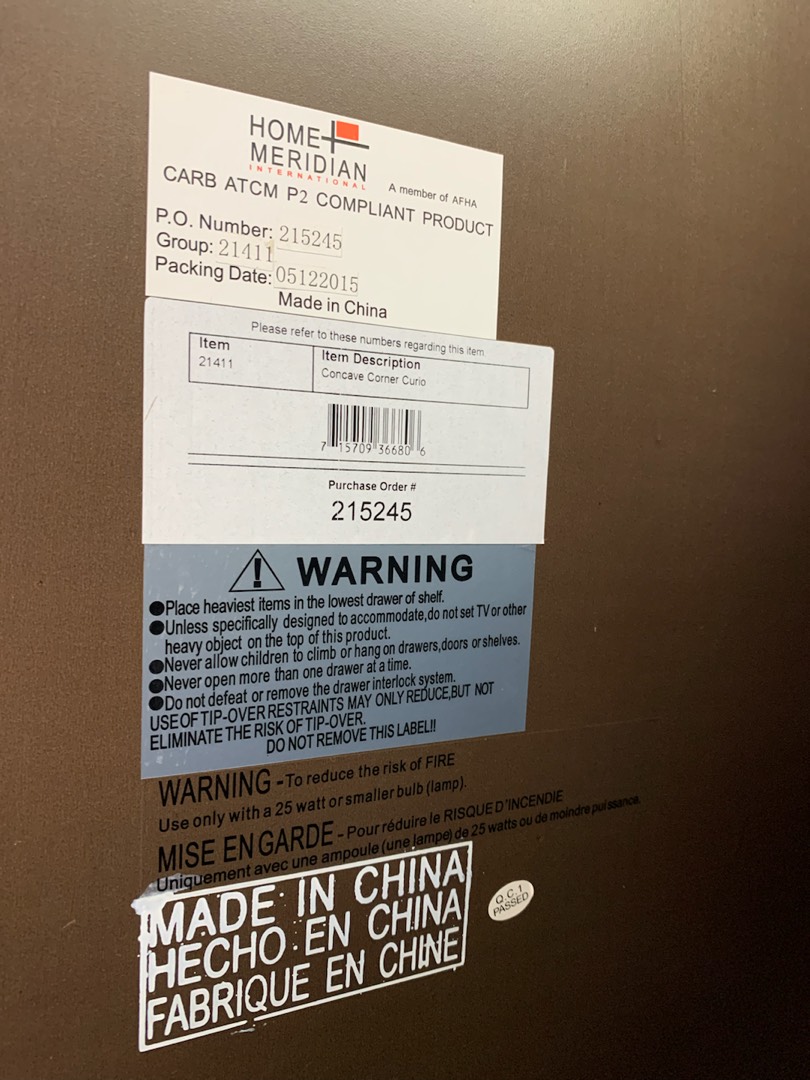 HOME
MERIDIAN
INTERNATIONAL
A member of AFHA
CARB ATCM P2 COMPLIANT PRODUCT
P.O. Number: 215245
Group: 21411
Packing Date: 05122015
Made in China
Please refer to these numbers regarding this item.
Item
Item Description
21411
Concave Corner Curio
7 15709 36680 6
Purchase Order #
215245
WARNING
●Place heaviest items in the lowest drawer of shelf.
●Unless specifically designed to accommodate,do not set TV or other
heavy object on the top of this product.
●Never allow children to climb or hang on drawers,doors or shelves.
●Never open more than one drawer at a time.
●Do not defeat or remove the drawer interlock system.
USE OF TIP-OVER RESTRAINTS MAY ONLY REDUCE,BUT NOT
ELIMINATE THE RISK OF TIP-OVER.
DO NOT REMOVE THIS LABEL!!
WARNING - To reduce the risk of FIRE
Use only with a 25 watt or smaller bulb (lamp).
MISE EN GARDE - Pour réduire le RISQUE D'INCENDIE
Uniquement avec une ampoule (une lampe) de 25 watts ou de moindre puissance.
MADE IN CHINA
HECHO EN CHINA
FABRIQUE EN CHINE
Q.C.1
PASSED